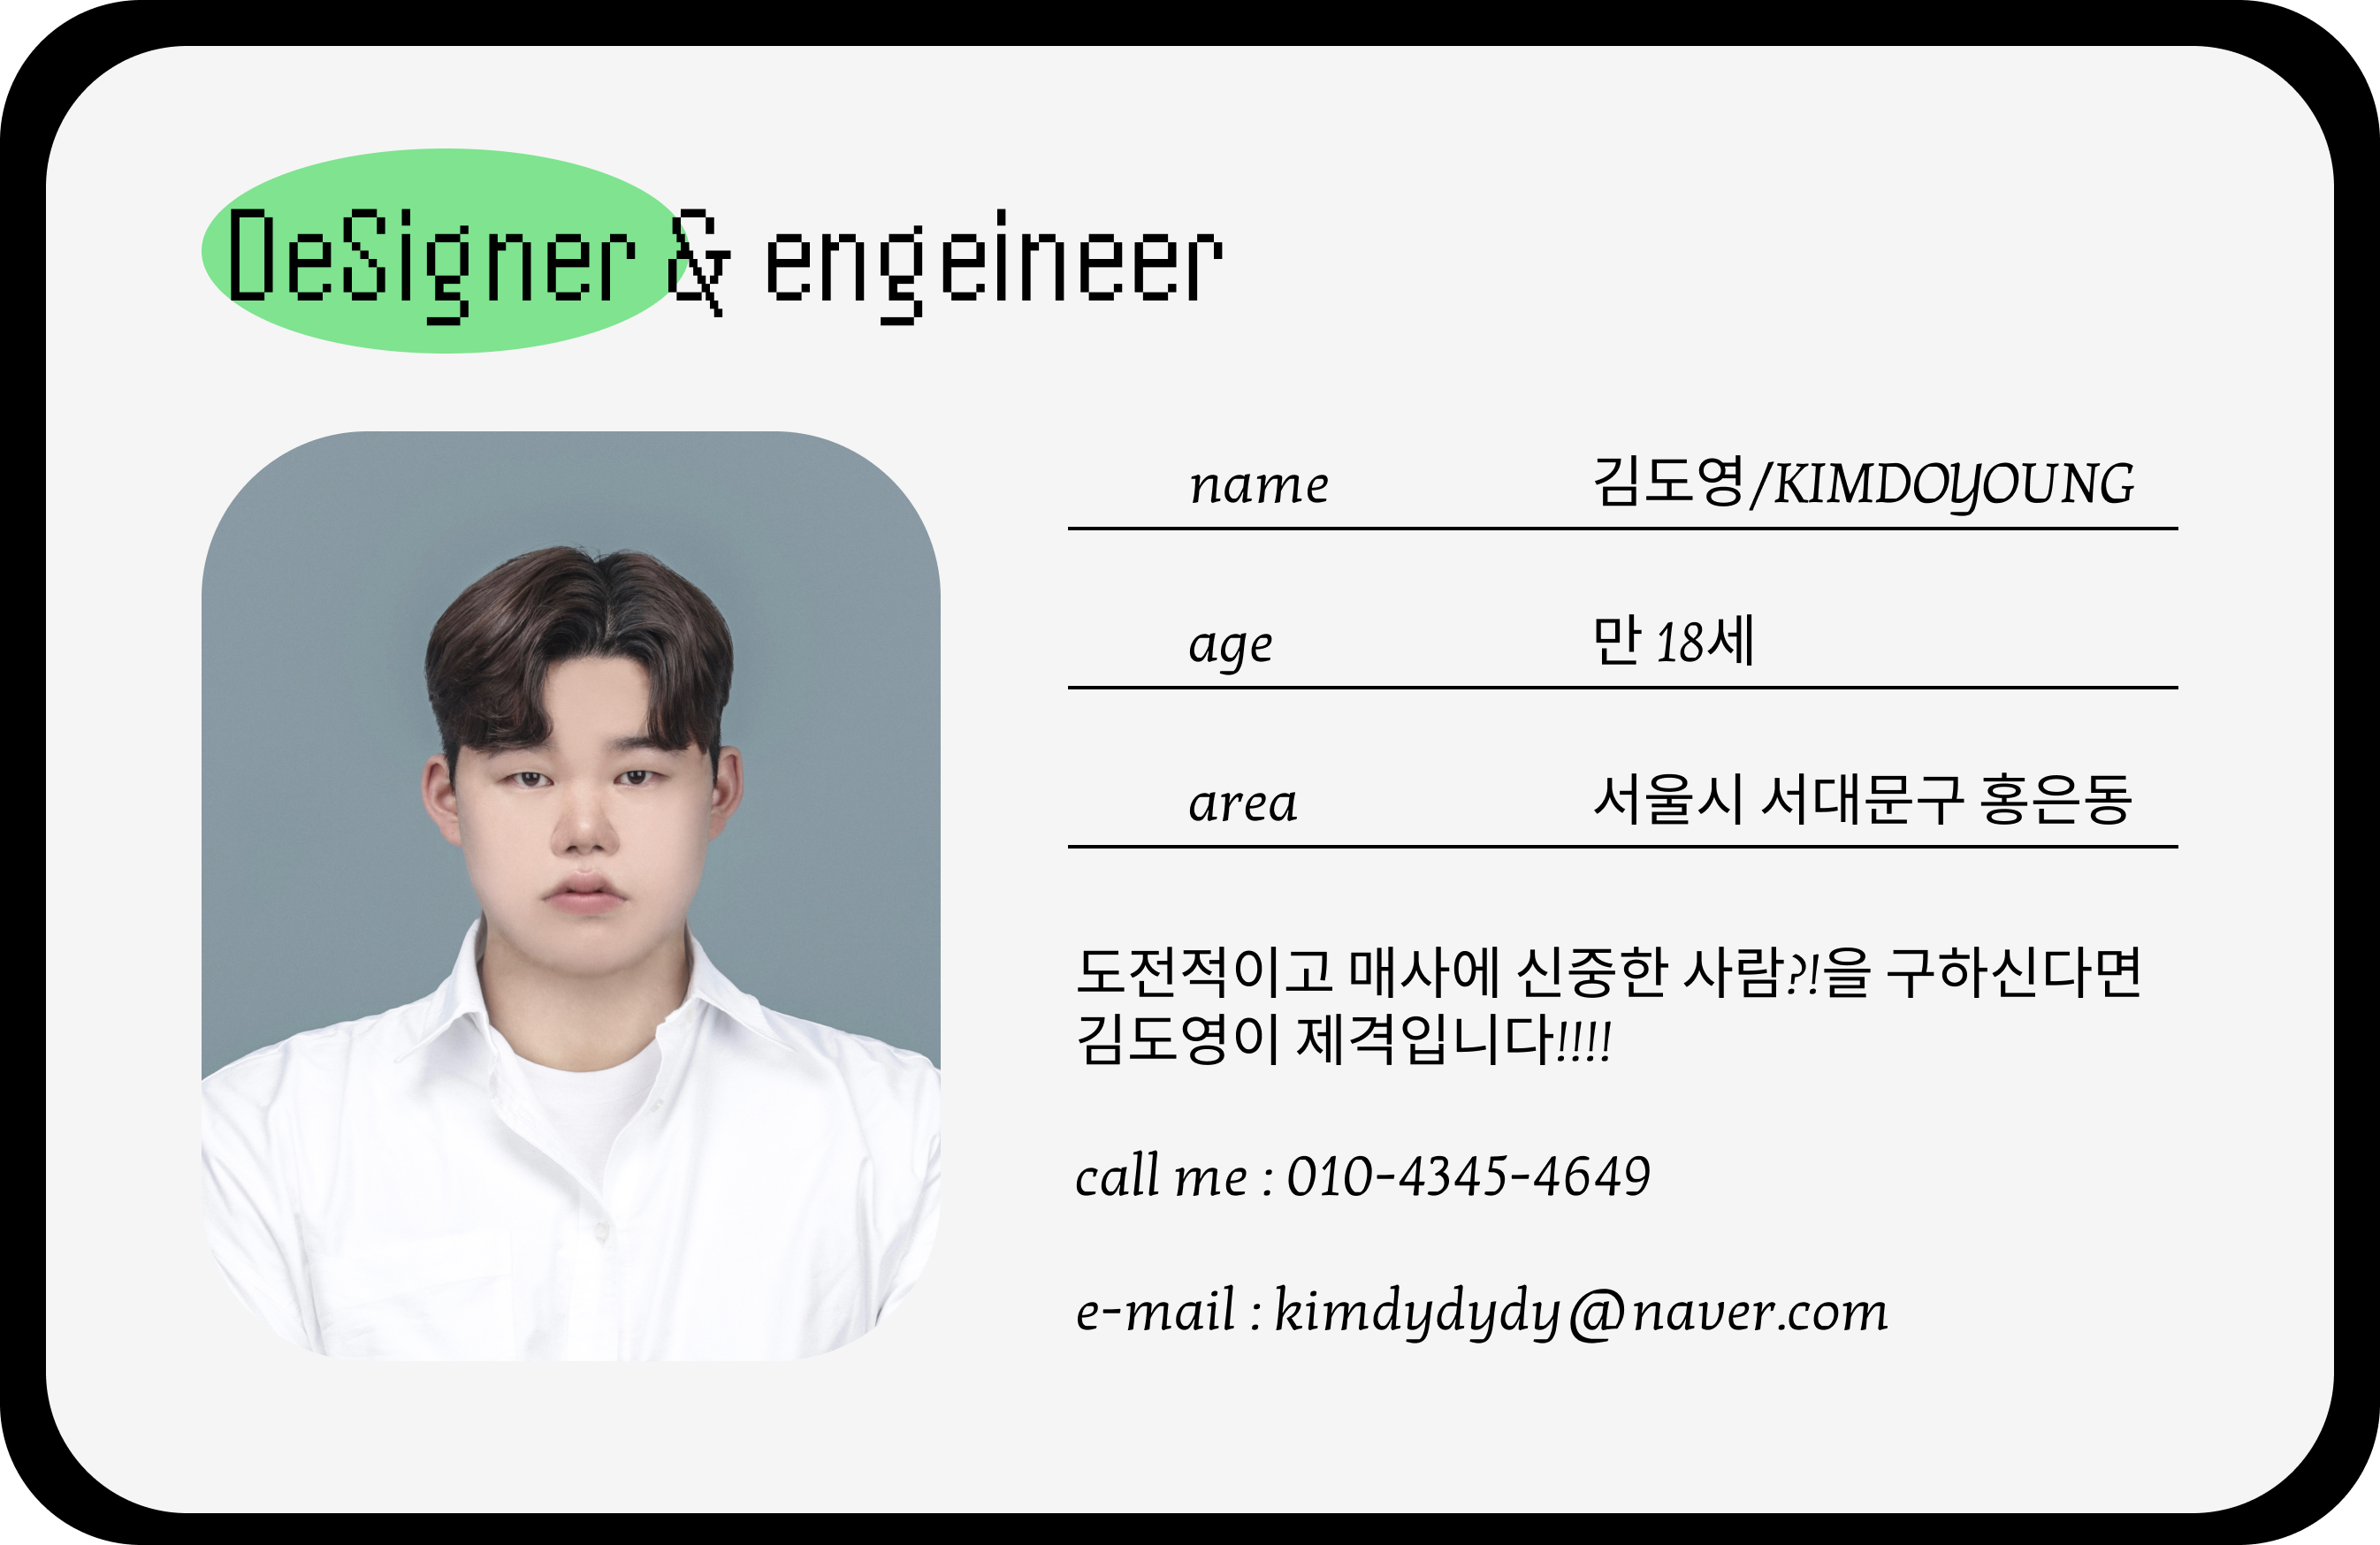 DeSigner & engeineer
name 김도영/KIMDOYOUNG
age 만 18세
area 서울시 서대문구 홍은동
도전적이고 매사에 신중한 사람?!을 구하신다면
김도영이 제격입니다!!!!
call me : 010-4345-4649
e-mail : kimdydydy@naver.com